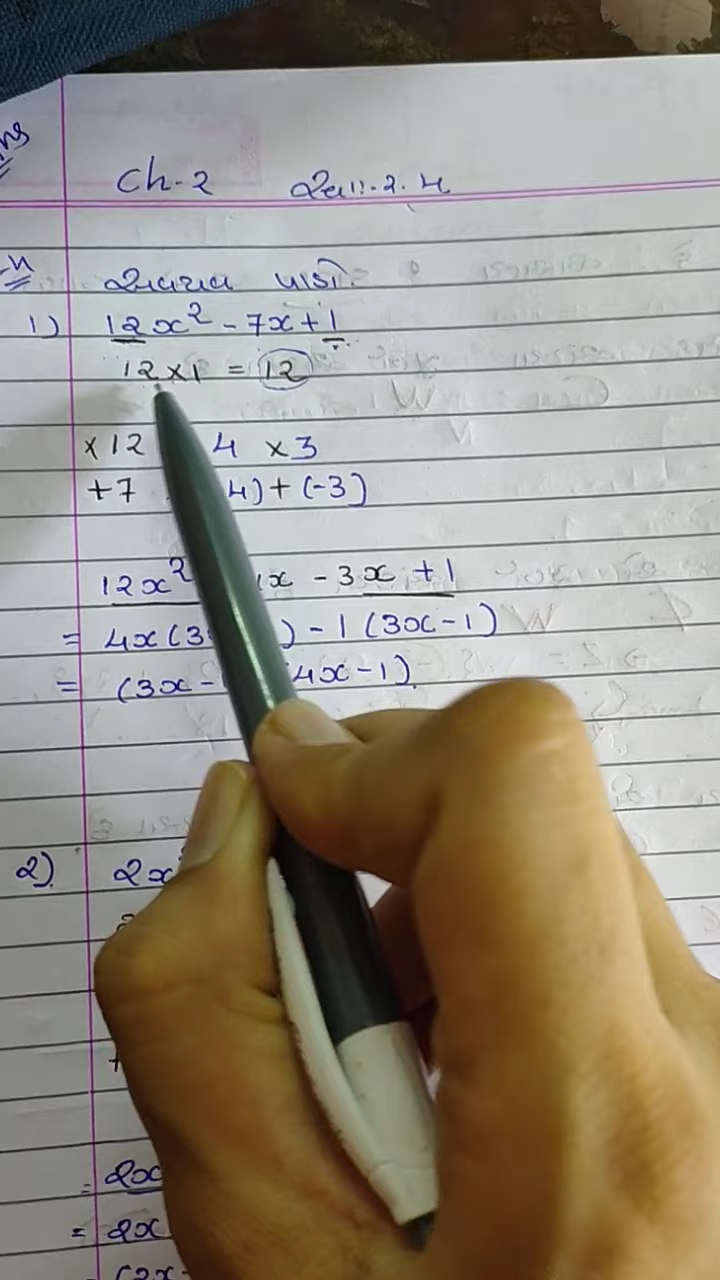 Ch-2 સ્વા. 2.4
અવયવ પાડો.
1) 12x² - 7x + 1
12 × 1 = 12
× 12 4 × 3
+ 7 4) + (-3)
12x² x - 3x + 1
= 4x (3 ) - 1 (3x - 1)
= (3x - 4x - 1)
2) 2x
= 2x
= 2x
(2x